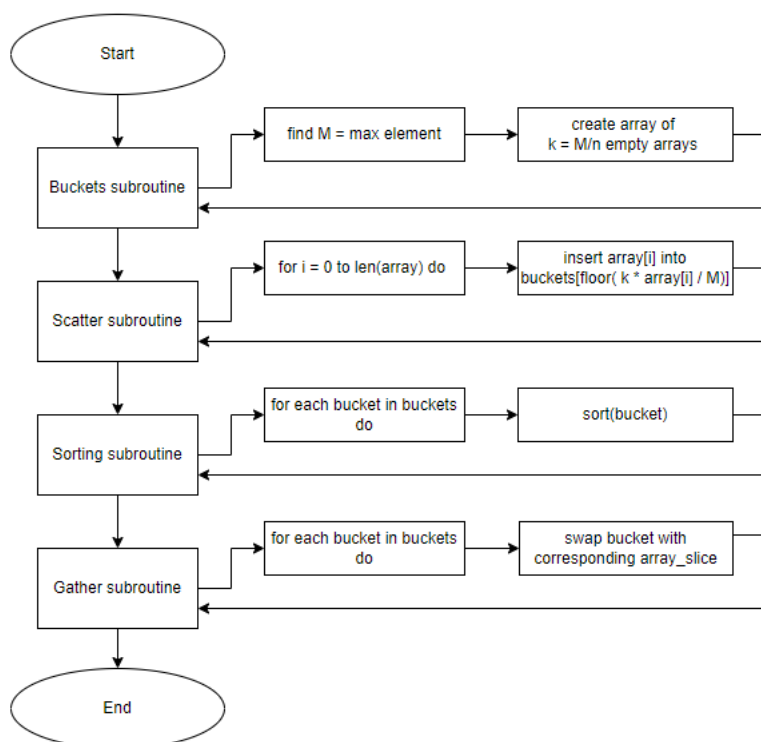 Start
find M = max element
create array of
k = M/n empty arrays
Buckets subroutine
for i = 0 to len(array) do
insert array[i] into
buckets[floor( k * array[i] / M)]
Scatter subroutine
for each bucket in buckets
do
sort(bucket)
Sorting subroutine
for each bucket in buckets
do
swap bucket with
corresponding array_slice
Gather subroutine
End